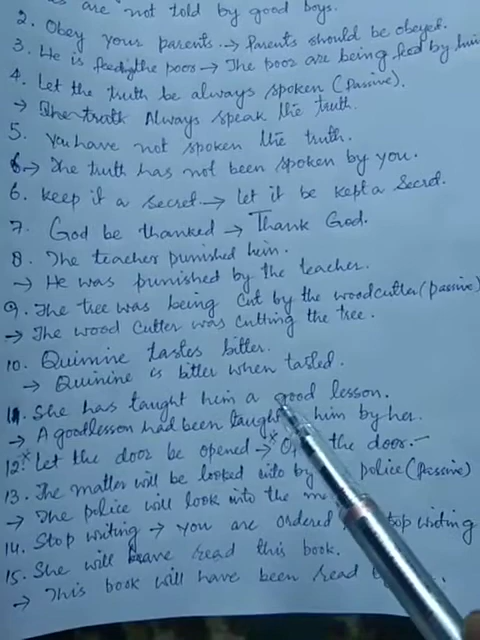 are not told by good boys.
2. Obey your parents. → Parents should be obeyed.
3. He is feeding the poor → The poor are being fed by him
4. Let the truth be always spoken (Passive).
→ The truth Always speak the truth.
5. You have not spoken the truth.
6 → The truth has not been spoken by you.
6. Keep it a secret. → Let it be kept a Secret.
7. God be thanked → Thank God.
8. The teacher punished him.
→ He was punished by the teacher.
9. The tree was being cut by the woodcutter (passive)
→ The wood cutter was cutting the tree.
10. Quinine tastes bitter.
→ Quinine is bitter when tasted.
11. She has taught him a good lesson.
→ A good lesson had been taught him by her.
12. Let the door be opened → the door.
13. The matter will be looked into by police (Passive)
→ The police will look into the
14. Stop writing → You are ordered stop writing
15. She will have read this book.
→ This book will have been read